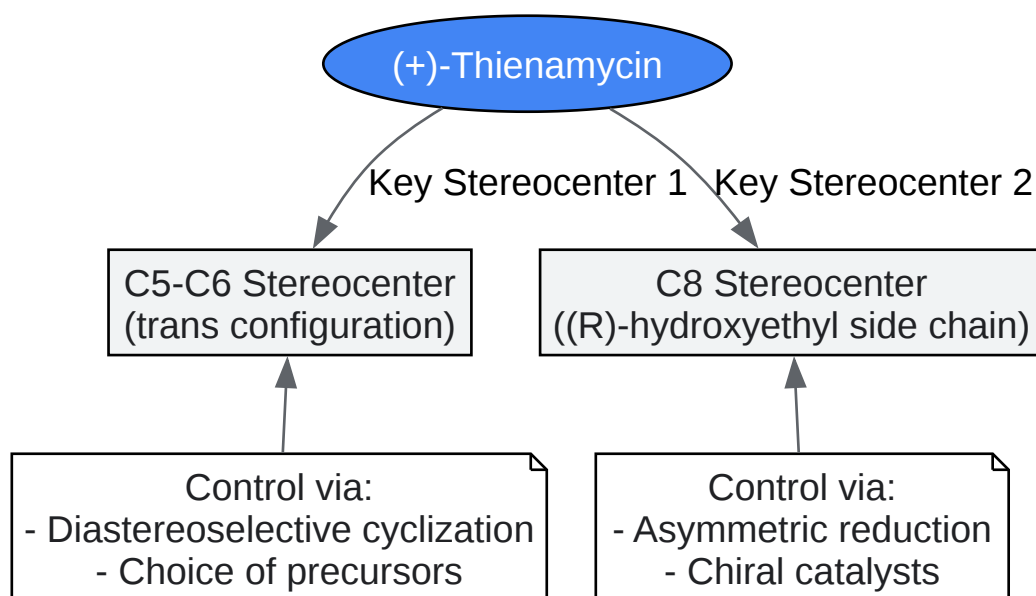 (+)-Thienamycin
Key Stereocenter 1
Key Stereocenter 2
C5-C6 Stereocenter
(trans configuration)
C8 Stereocenter
((R)-hydroxyethyl side chain)
Control via:
- Diastereoselective cyclization
- Choice of precursors
Control via:
- Asymmetric reduction
- Chiral catalysts